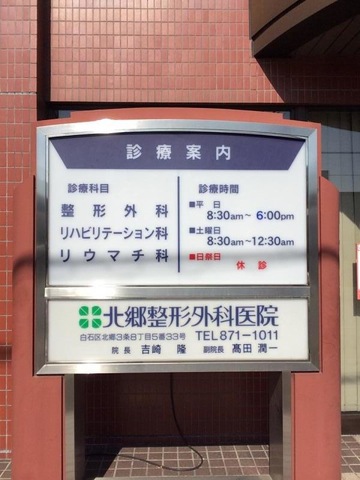 診療案内
診療科目
整形外科
リハビリテーション科
リウマチ科
診療時間
■平 日
8:30am~ 6:00pm
■土曜日
8:30am~12:30am
■日祭日
休 診
北郷整形外科医院
白石区北郷3条8丁目5番33号 TEL 871-1011
院 長 吉崎 隆 副院長 髙田 潤一